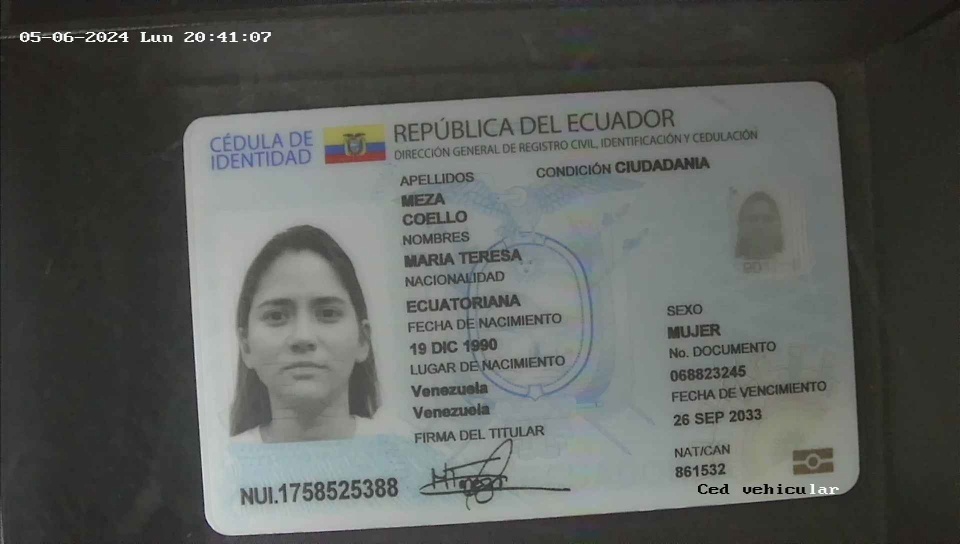 05-06-2024 Lun 20:41:07
CÉDULA DE
IDENTIDAD
REPÚBLICA DEL ECUADOR
DIRECCIÓN GENERAL DE REGISTRO CIVIL, IDENTIFICACIÓN Y CEDULACIÓN
APELLIDOS
CONDICIÓN CIUDADANIA
MEZA
COELLO
NOMBRES
MARIA TERESA
NACIONALIDAD
ECUATORIANA
FECHA DE NACIMIENTO
19 DIC 1990
LUGAR DE NACIMIENTO
Venezuela
Venezuela
FIRMA DEL TITULAR
SEXO
MUJER
No. DOCUMENTO
068823245
FECHA DE VENCIMIENTO
26 SEP 2033
NAT/CAN
861532
NUI.1758525388
Ced vehicular